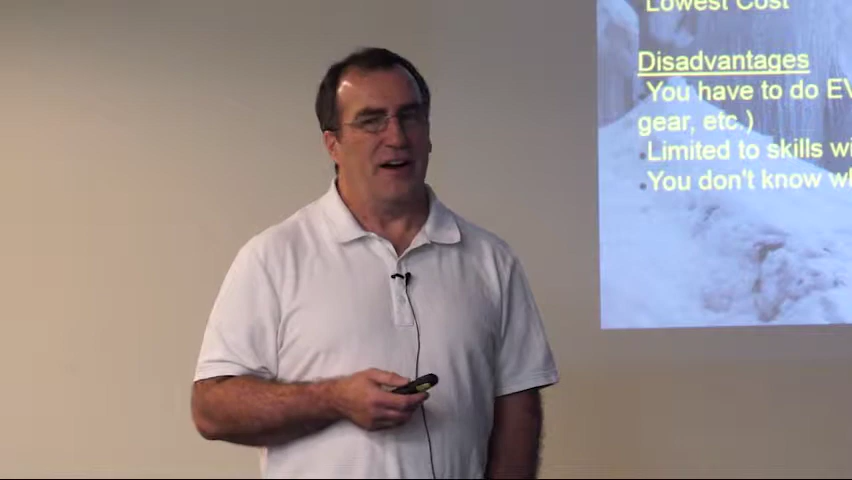 Lowest Cost
Disadvantages
•You have to do EV
gear, etc.)
•Limited to skills wi
•You don't know wh